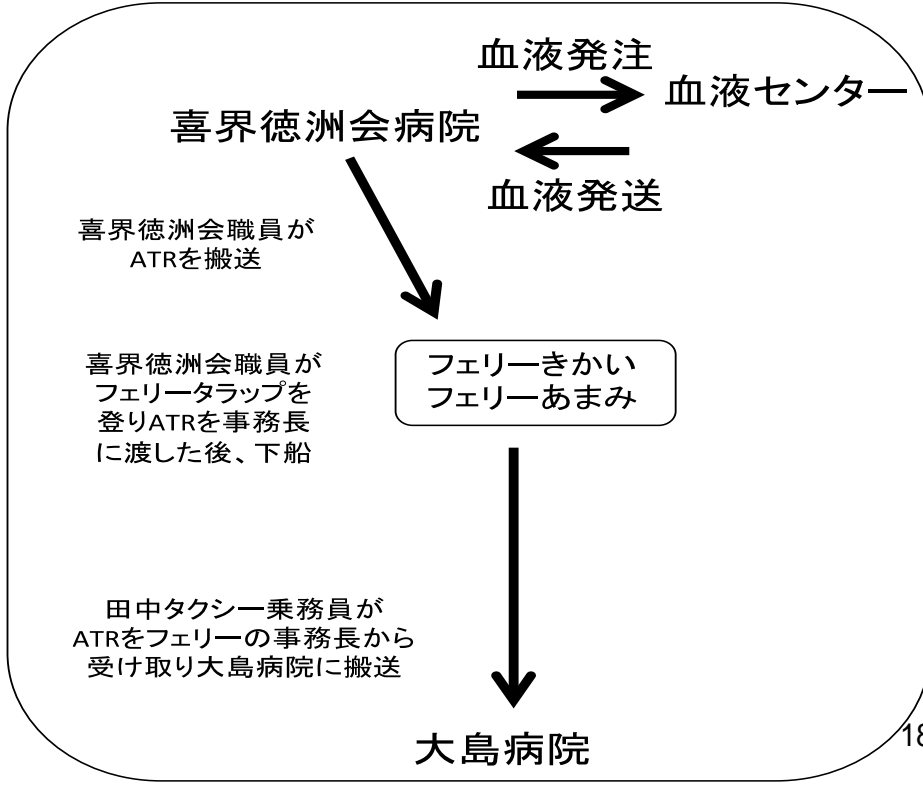 血液発注
血液センター
喜界徳洲会病院
血液発送
喜界徳洲会職員が
ATRを搬送
喜界徳洲会職員が
フェリータラップを
登りATRを事務長
に渡した後、下船
フェリーきかい
フェリーあまみ
田中タクシー乗務員が
ATRをフェリーの事務長から
受け取り大島病院に搬送
大島病院
18